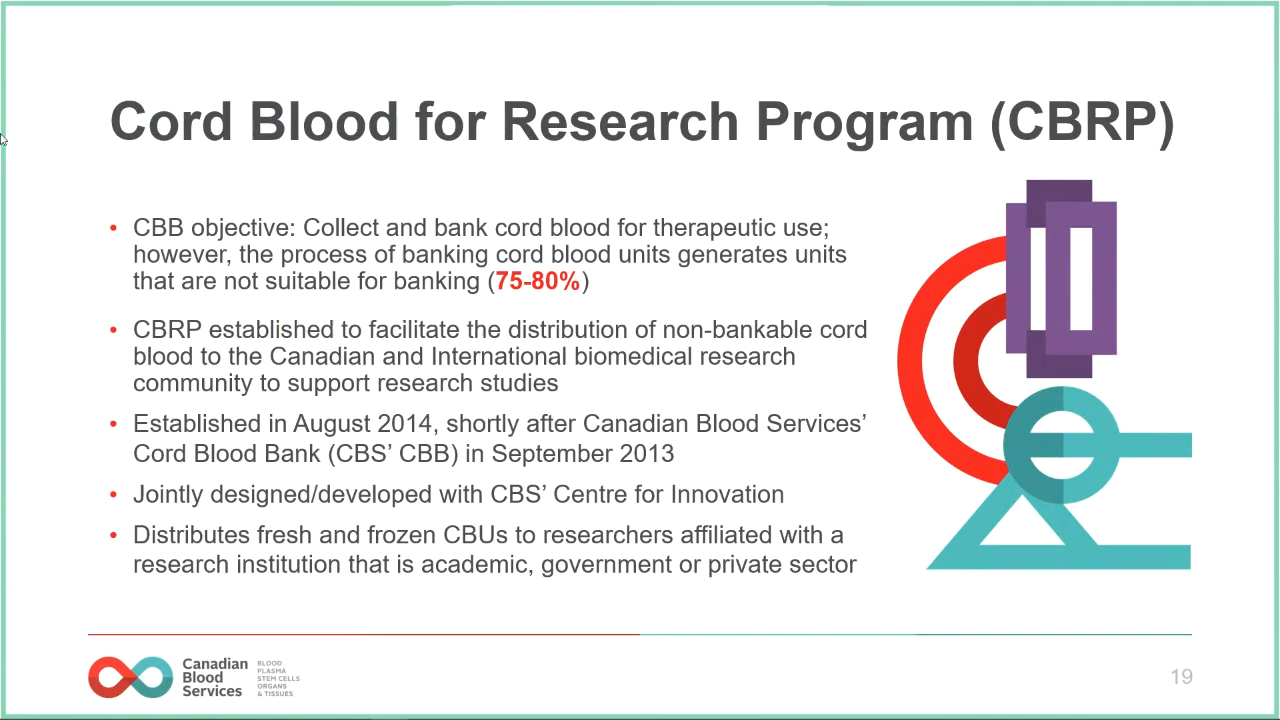 Cord Blood for Research Program (CBRP)
• CBB objective: Collect and bank cord blood for therapeutic use;
however, the process of banking cord blood units generates units
that are not suitable for banking (75-80%)
• CBRP established to facilitate the distribution of non-bankable cord
blood to the Canadian and International biomedical research
community to support research studies
• Established in August 2014, shortly after Canadian Blood Services’
Cord Blood Bank (CBS’ CBB) in September 2013
• Jointly designed/developed with CBS’ Centre for Innovation
• Distributes fresh and frozen CBUs to researchers affiliated with a
research institution that is academic, government or private sector
Canadian
Blood
Services
BLOOD
PLASMA
STEM CELLS
ORGANS
& TISSUES
19